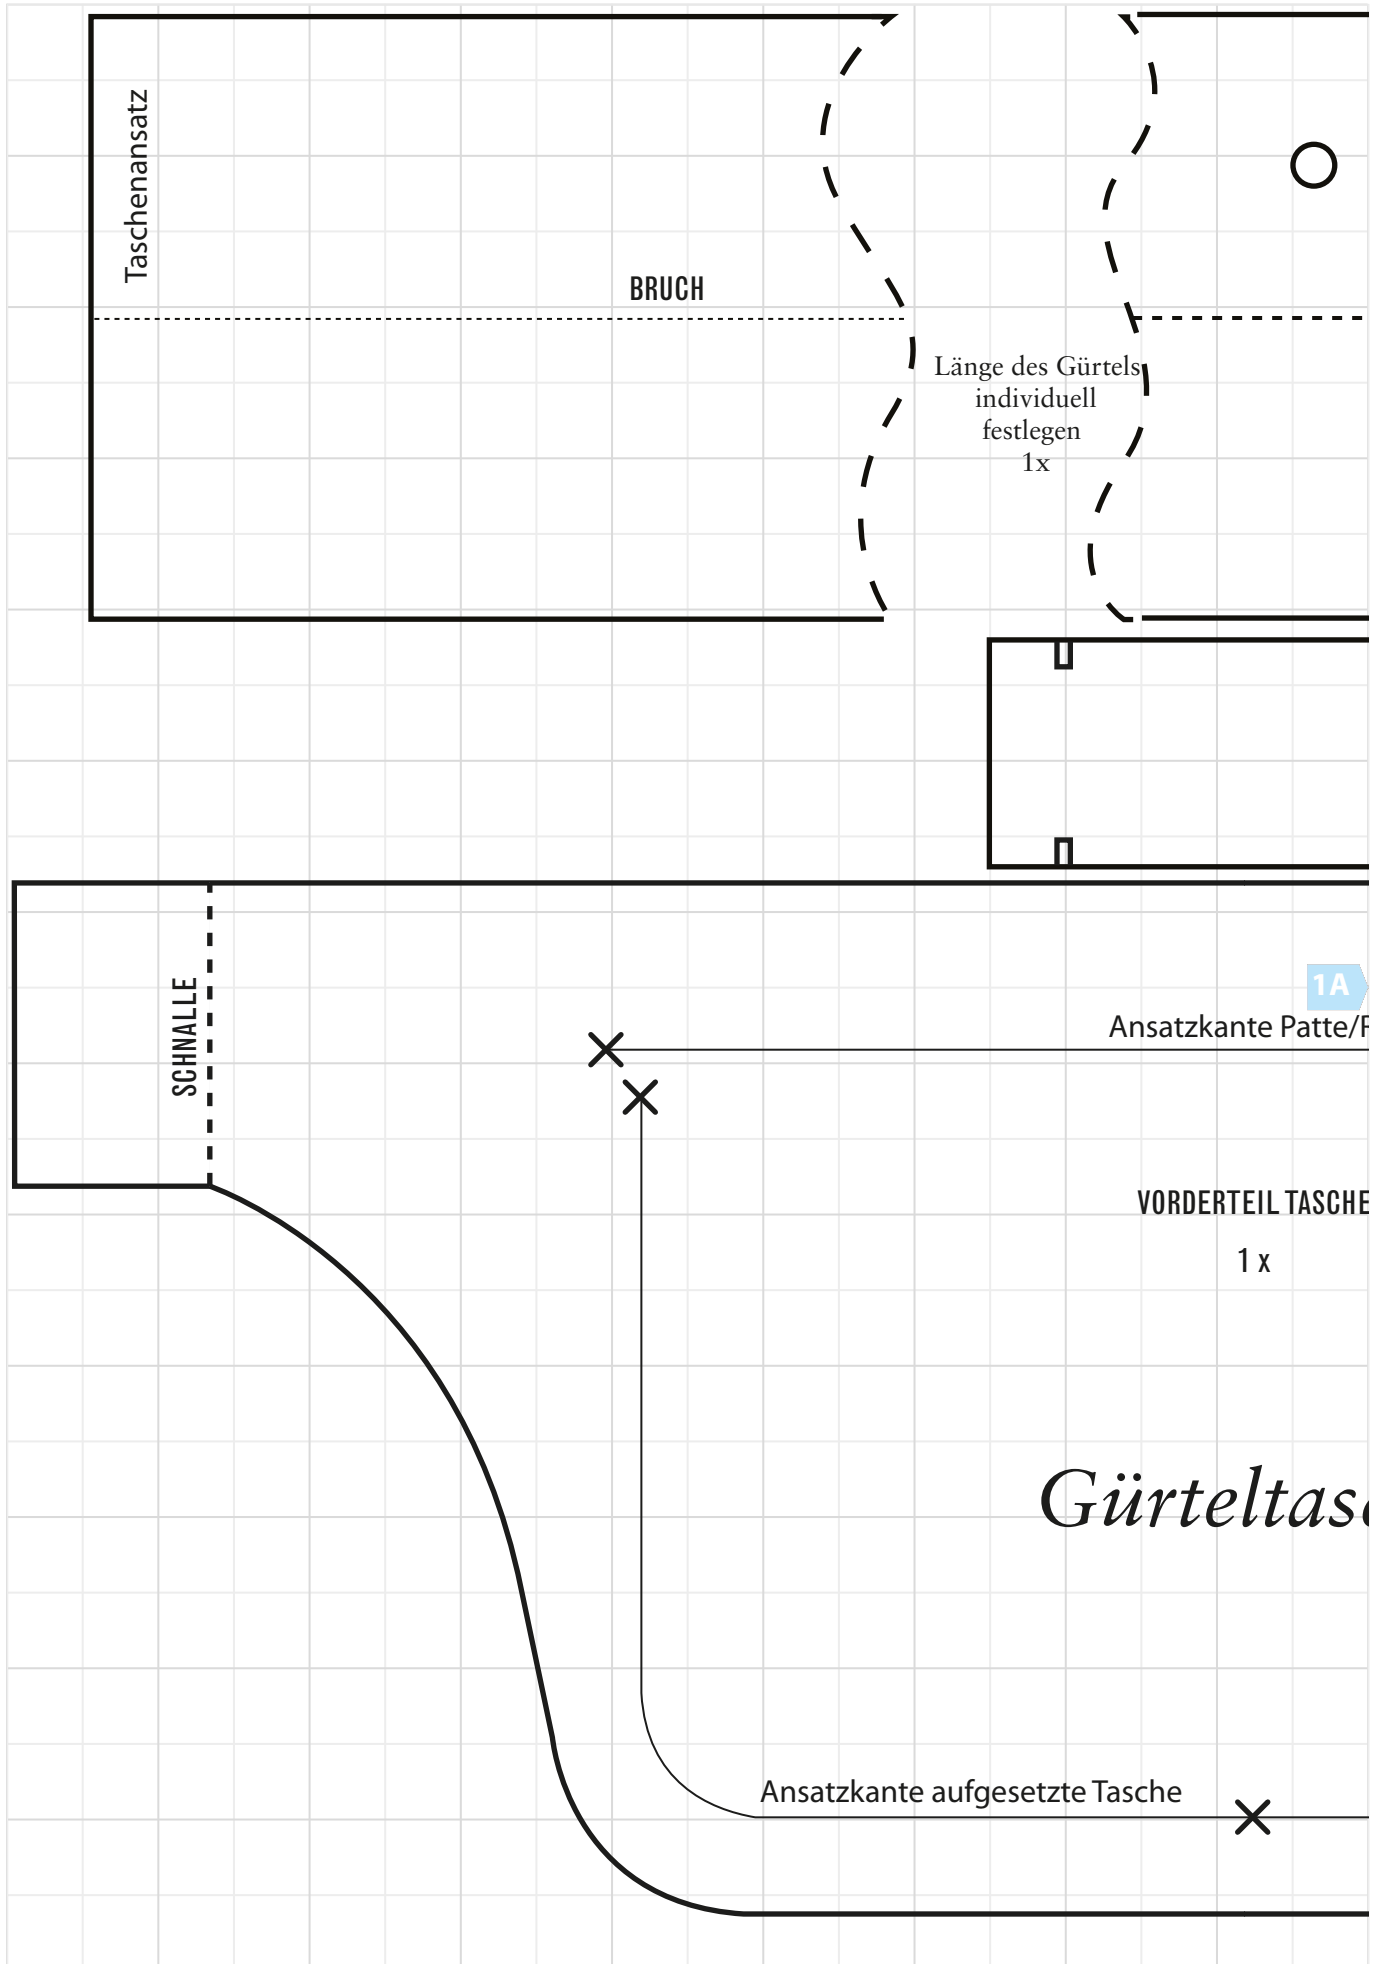 Taschenansatz
BRUCH
Länge des Gürtels
individuell
festlegen
1x
SCHNALLE
1A
Ansatzkante Patte/
VORDERTEIL TASCHE
1 x
Gürteltas
Ansatzkante aufgesetzte Tasche